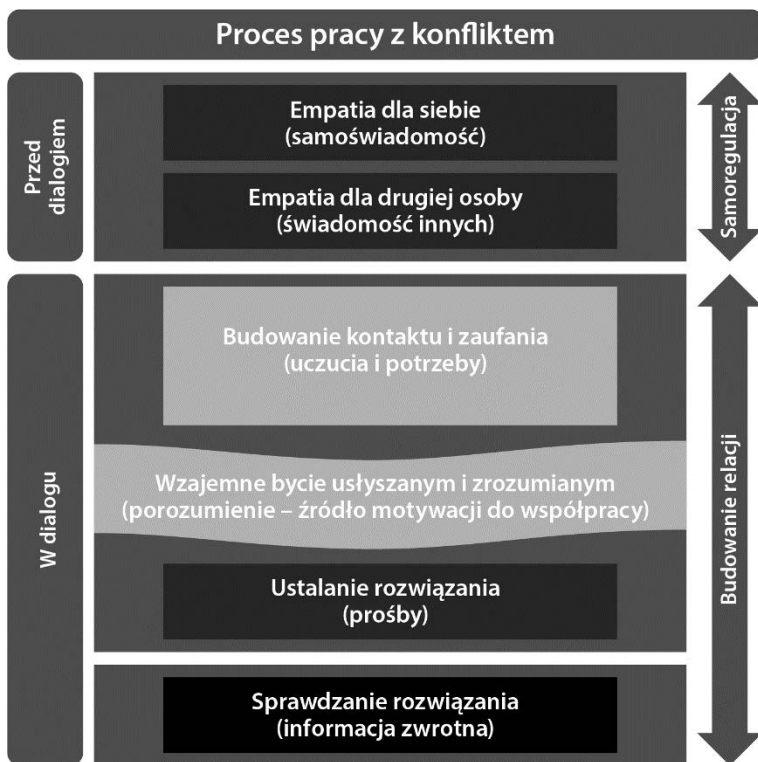 Proces pracy z konfliktem
Przed
dialogiem
Empatia dla siebie
(samoświadomość)
Empatia dla drugiej osoby
(świadomość innych)
Samoregulacja
W dialogu
Budowanie kontaktu i zaufania
(uczucia i potrzeby)
Wzajemne bycie usłyszanym i zrozumianym
(porozumienie – źródło motywacji do współpracy)
Ustalanie rozwiązania
(prośby)
Sprawdzanie rozwiązania
(informacja zwrotna)
Budowanie relacji